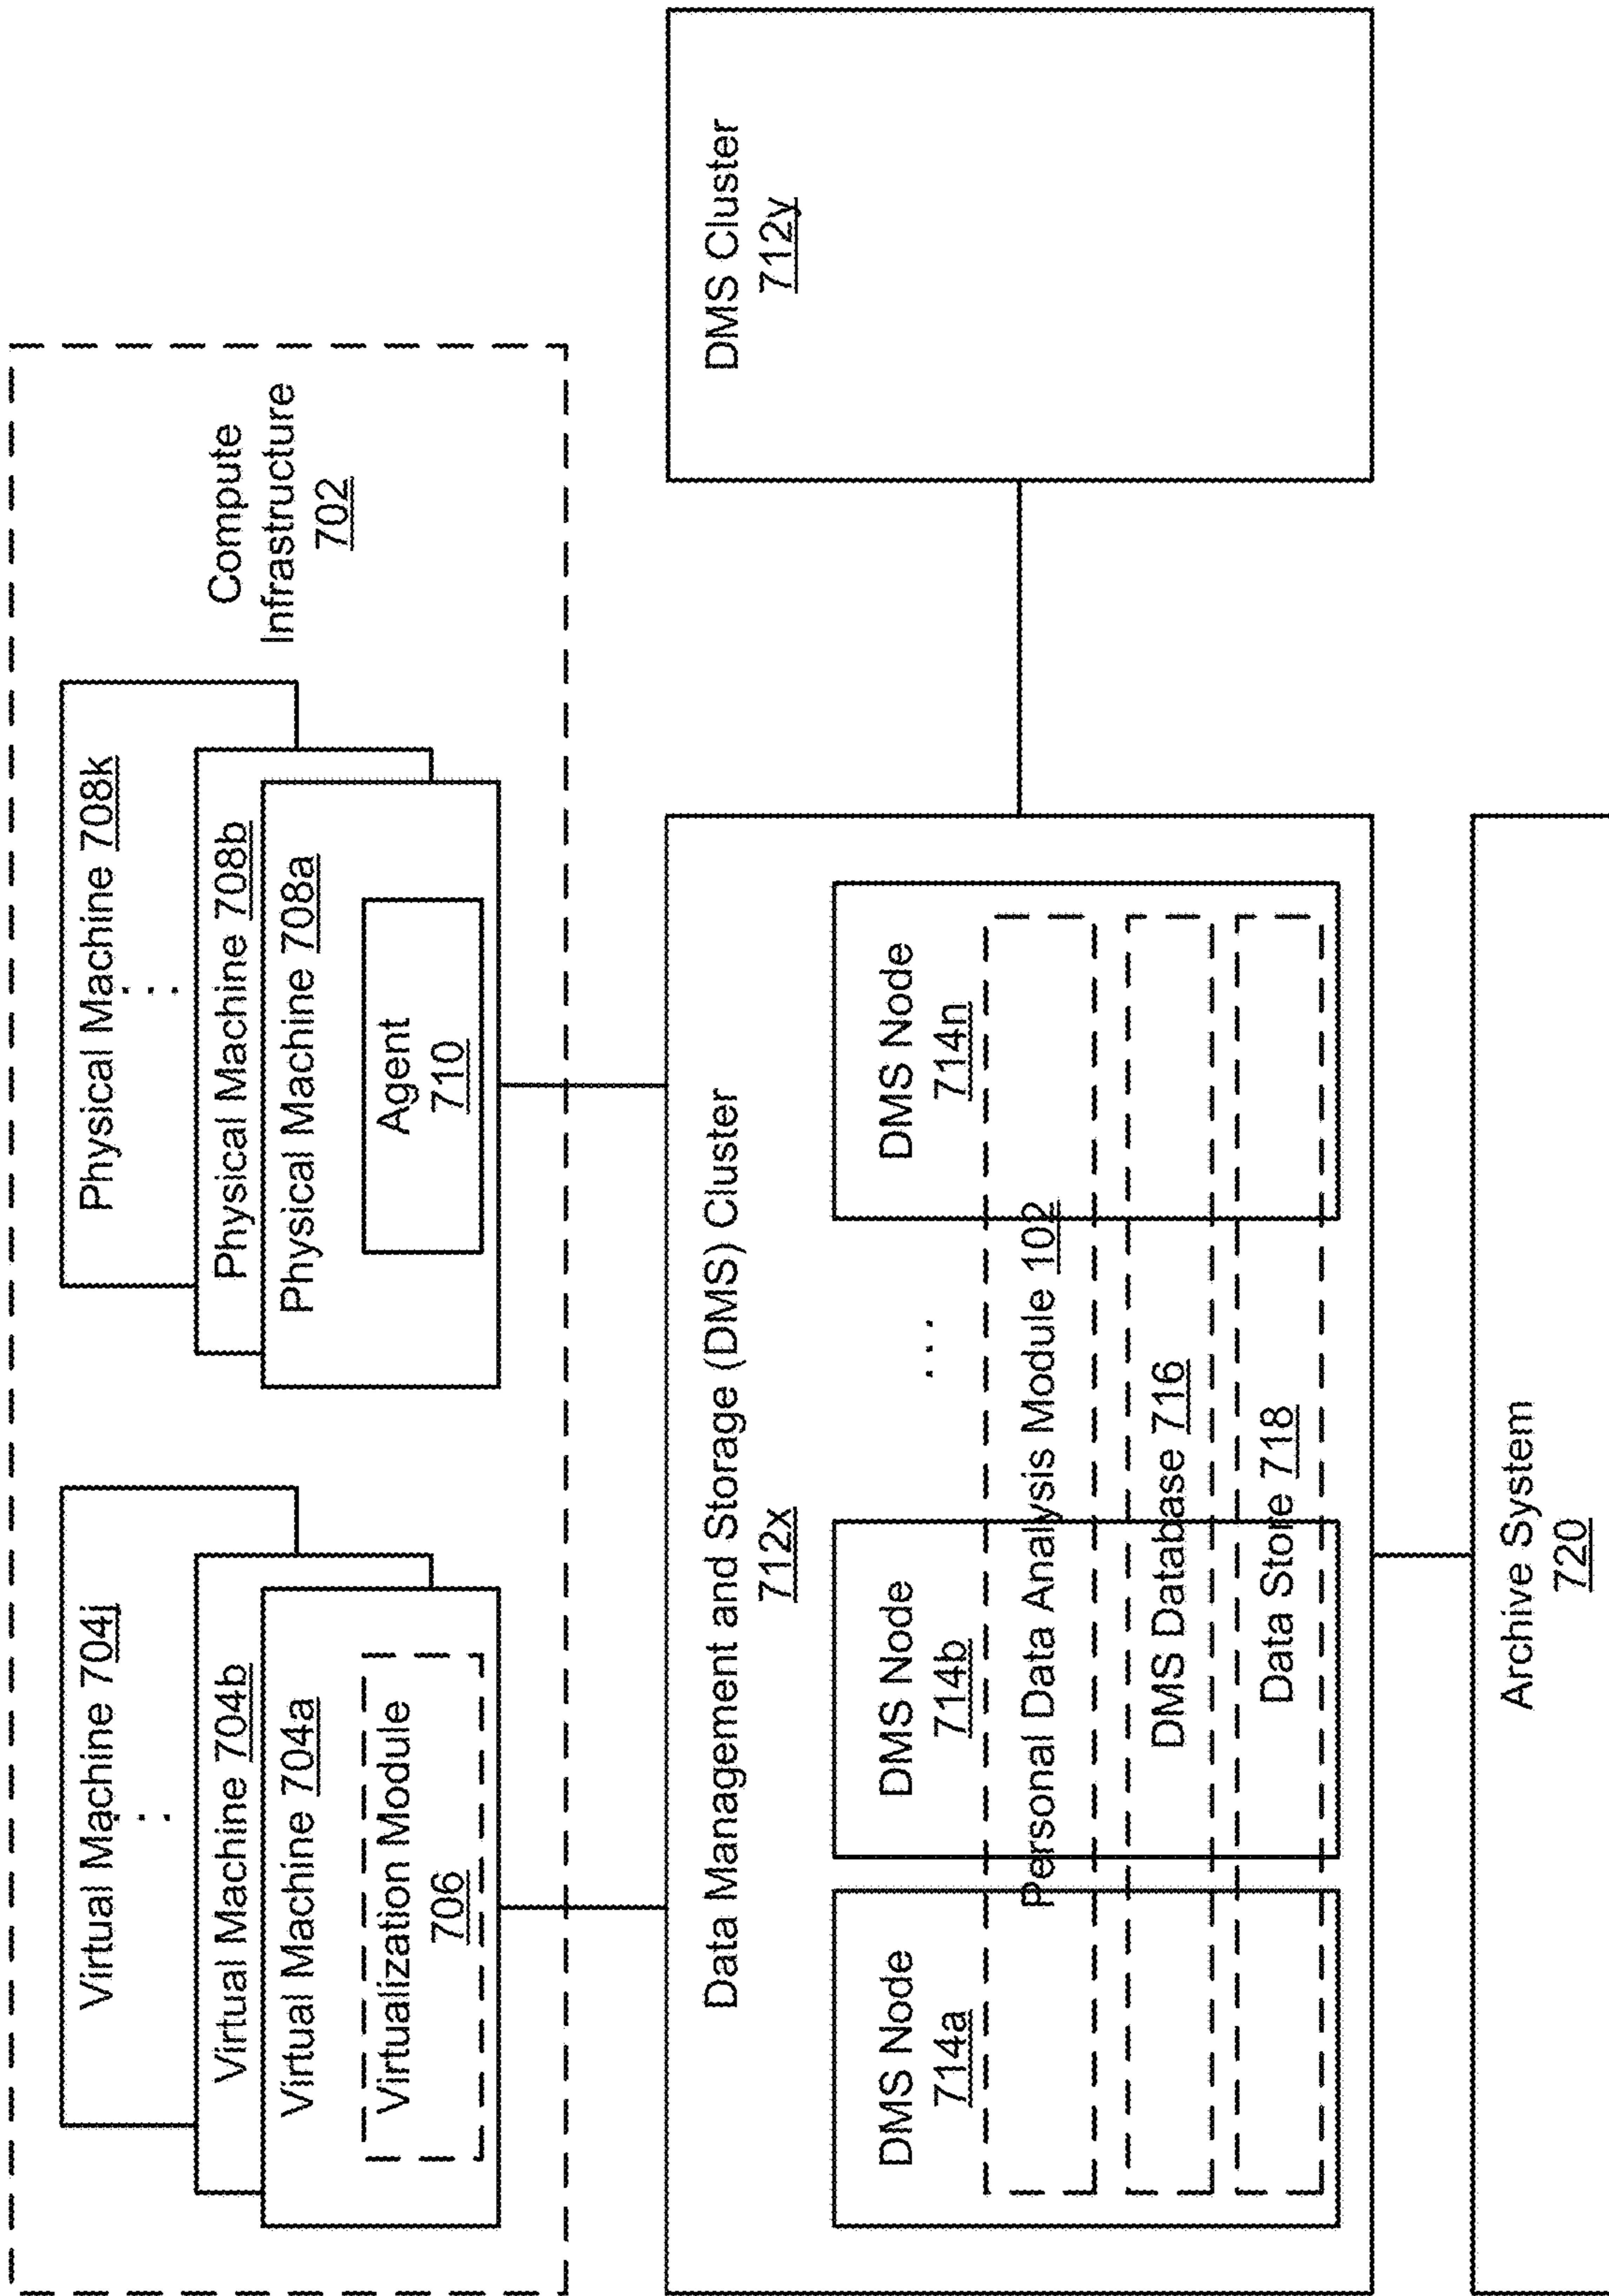 Compute
Infrastructure
702
Virtual Machine 704j
...
Virtual Machine 704b
Virtual Machine 704a
Virtualization Module
706
Physical Machine 708k
...
Physical Machine 708b
Physical Machine 708a
Agent
710
Data Management and Storage (DMS) Cluster
712x
DMS Node
714a
DMS Node
714b
...
DMS Node
714n
Personal Data Analysis Module 102
DMS Database 716
Data Store 718
DMS Cluster
712y
Archive System
720